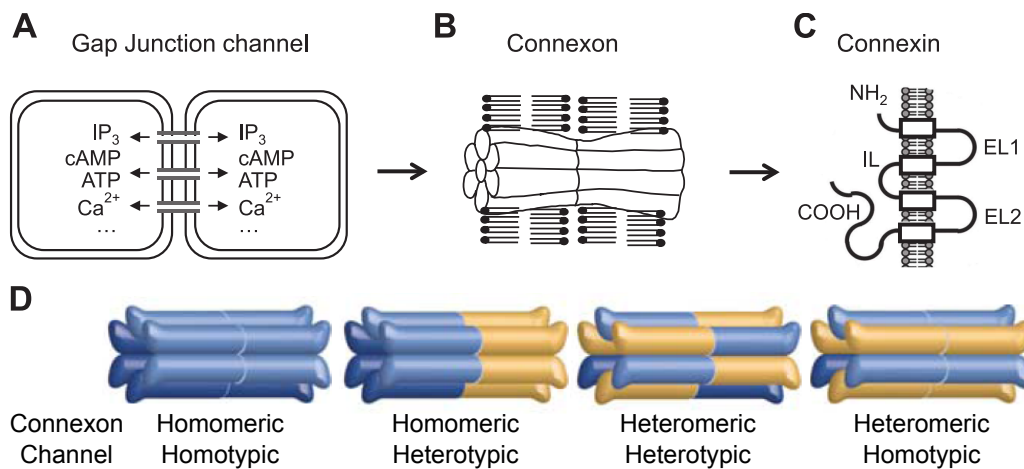 A
Gap Junction channel
IP₃
IP₃
cAMP
cAMP
ATP
ATP
Ca²⁺
Ca²⁺
...
...
B
Connexon
C
Connexin
NH₂
EL1
IL
COOH
EL2
D
Connexon Homomeric Homomeric Heteromeric Heteromeric
Channel Homotypic Heterotypic Heterotypic Homotypic